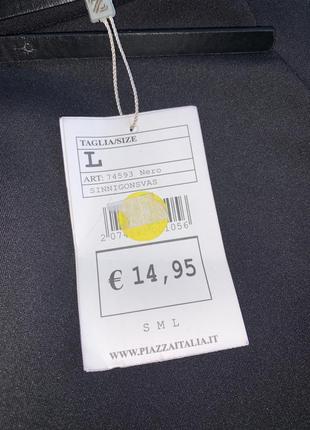 TAGLIA/SIZE
L
ART: 74593 Nero
SINNIGONSVAS
€ 14,95
S M L
WWW.PIAZZAITALIA.IT